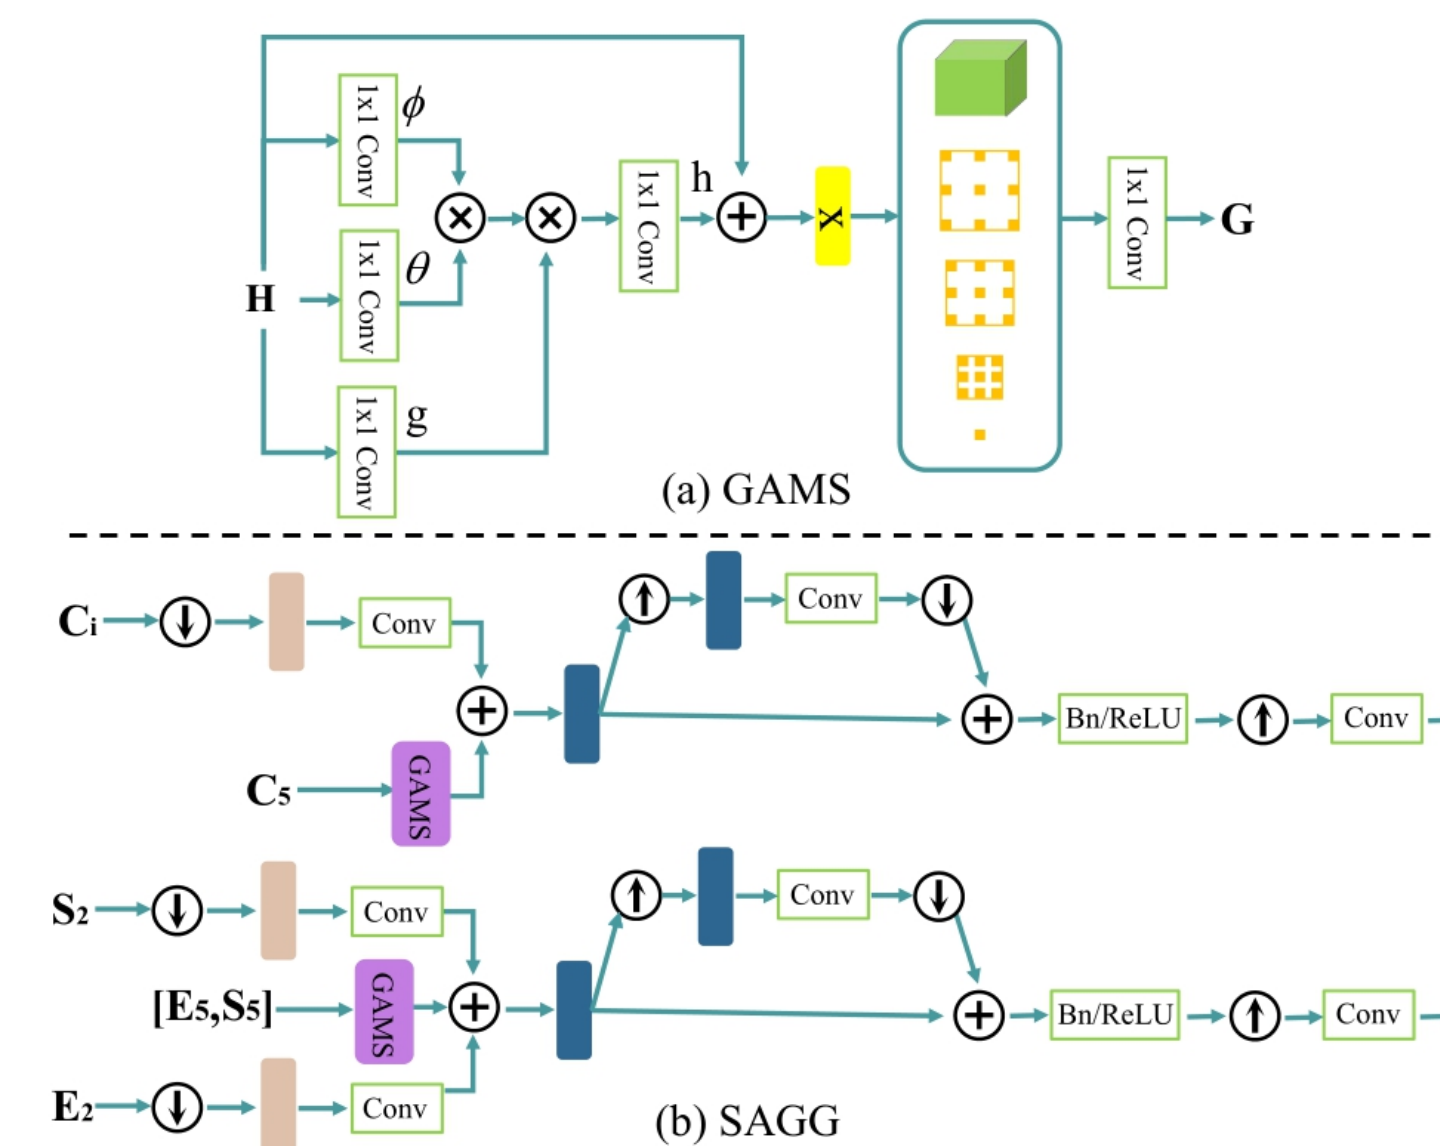 1x1 Conv
ϕ
H
1x1 Conv
θ
1x1 Conv
g
1x1 Conv
h
X
1x1 Conv
G
(a) GAMS
Ci
Conv
C5
GAMS
Conv
Bn/ReLU
Conv
S2
Conv
[E5,S5]
GAMS
E2
Conv
Conv
Bn/ReLU
Conv
(b) SAGG